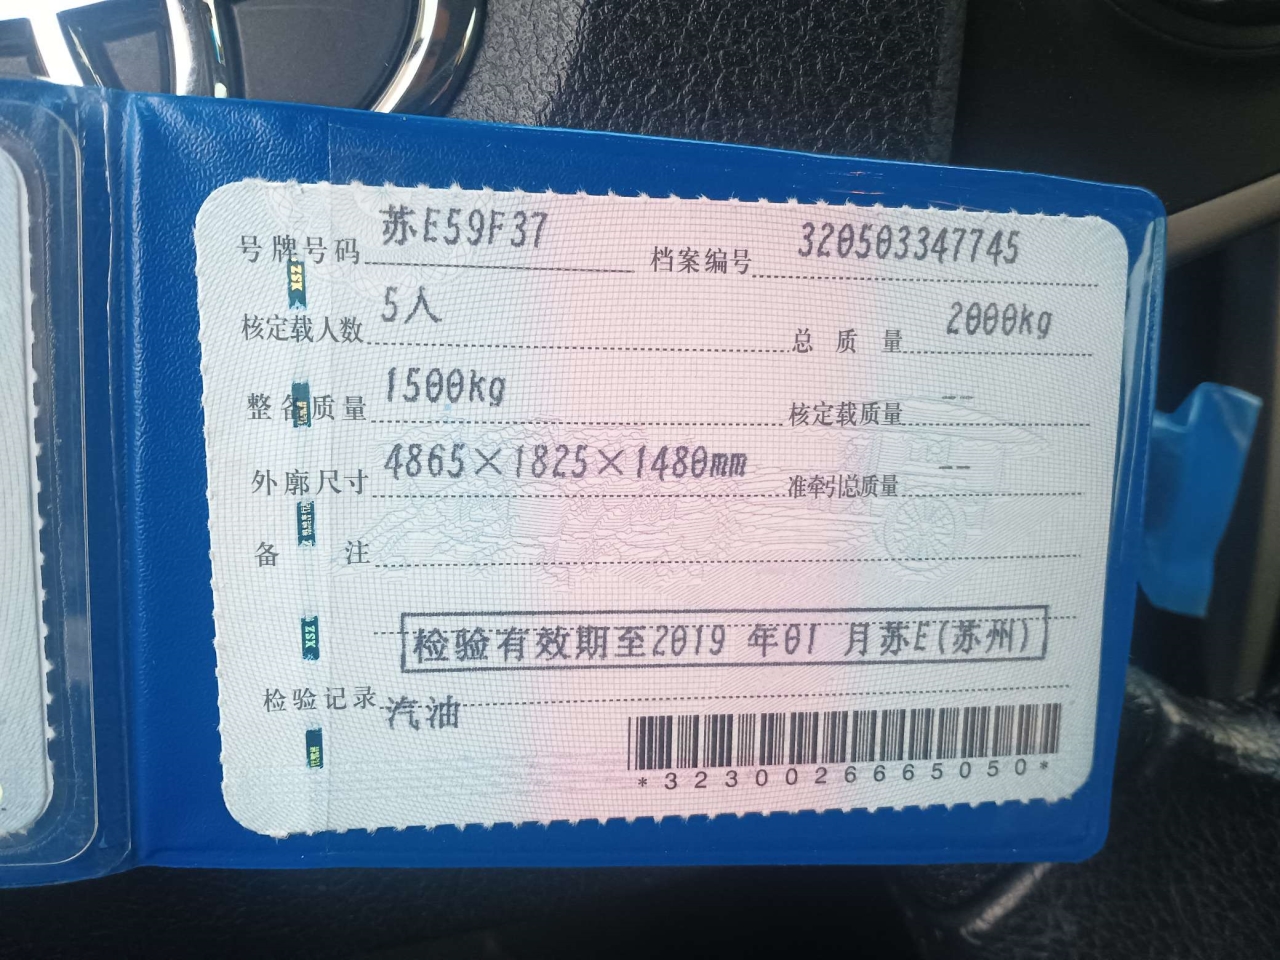 号牌号码 苏E59F37 档案编号 320503347745
核定载人数 5人 总质量 2000kg
整备质量 1500kg 核定载质量 --
外廓尺寸 4865×1825×1480mm 准牵引总质量 --
备注
检验有效期至2019 年01 月苏E(苏州)
检验记录 汽油
*3230026665050*
XSZ
XSZ